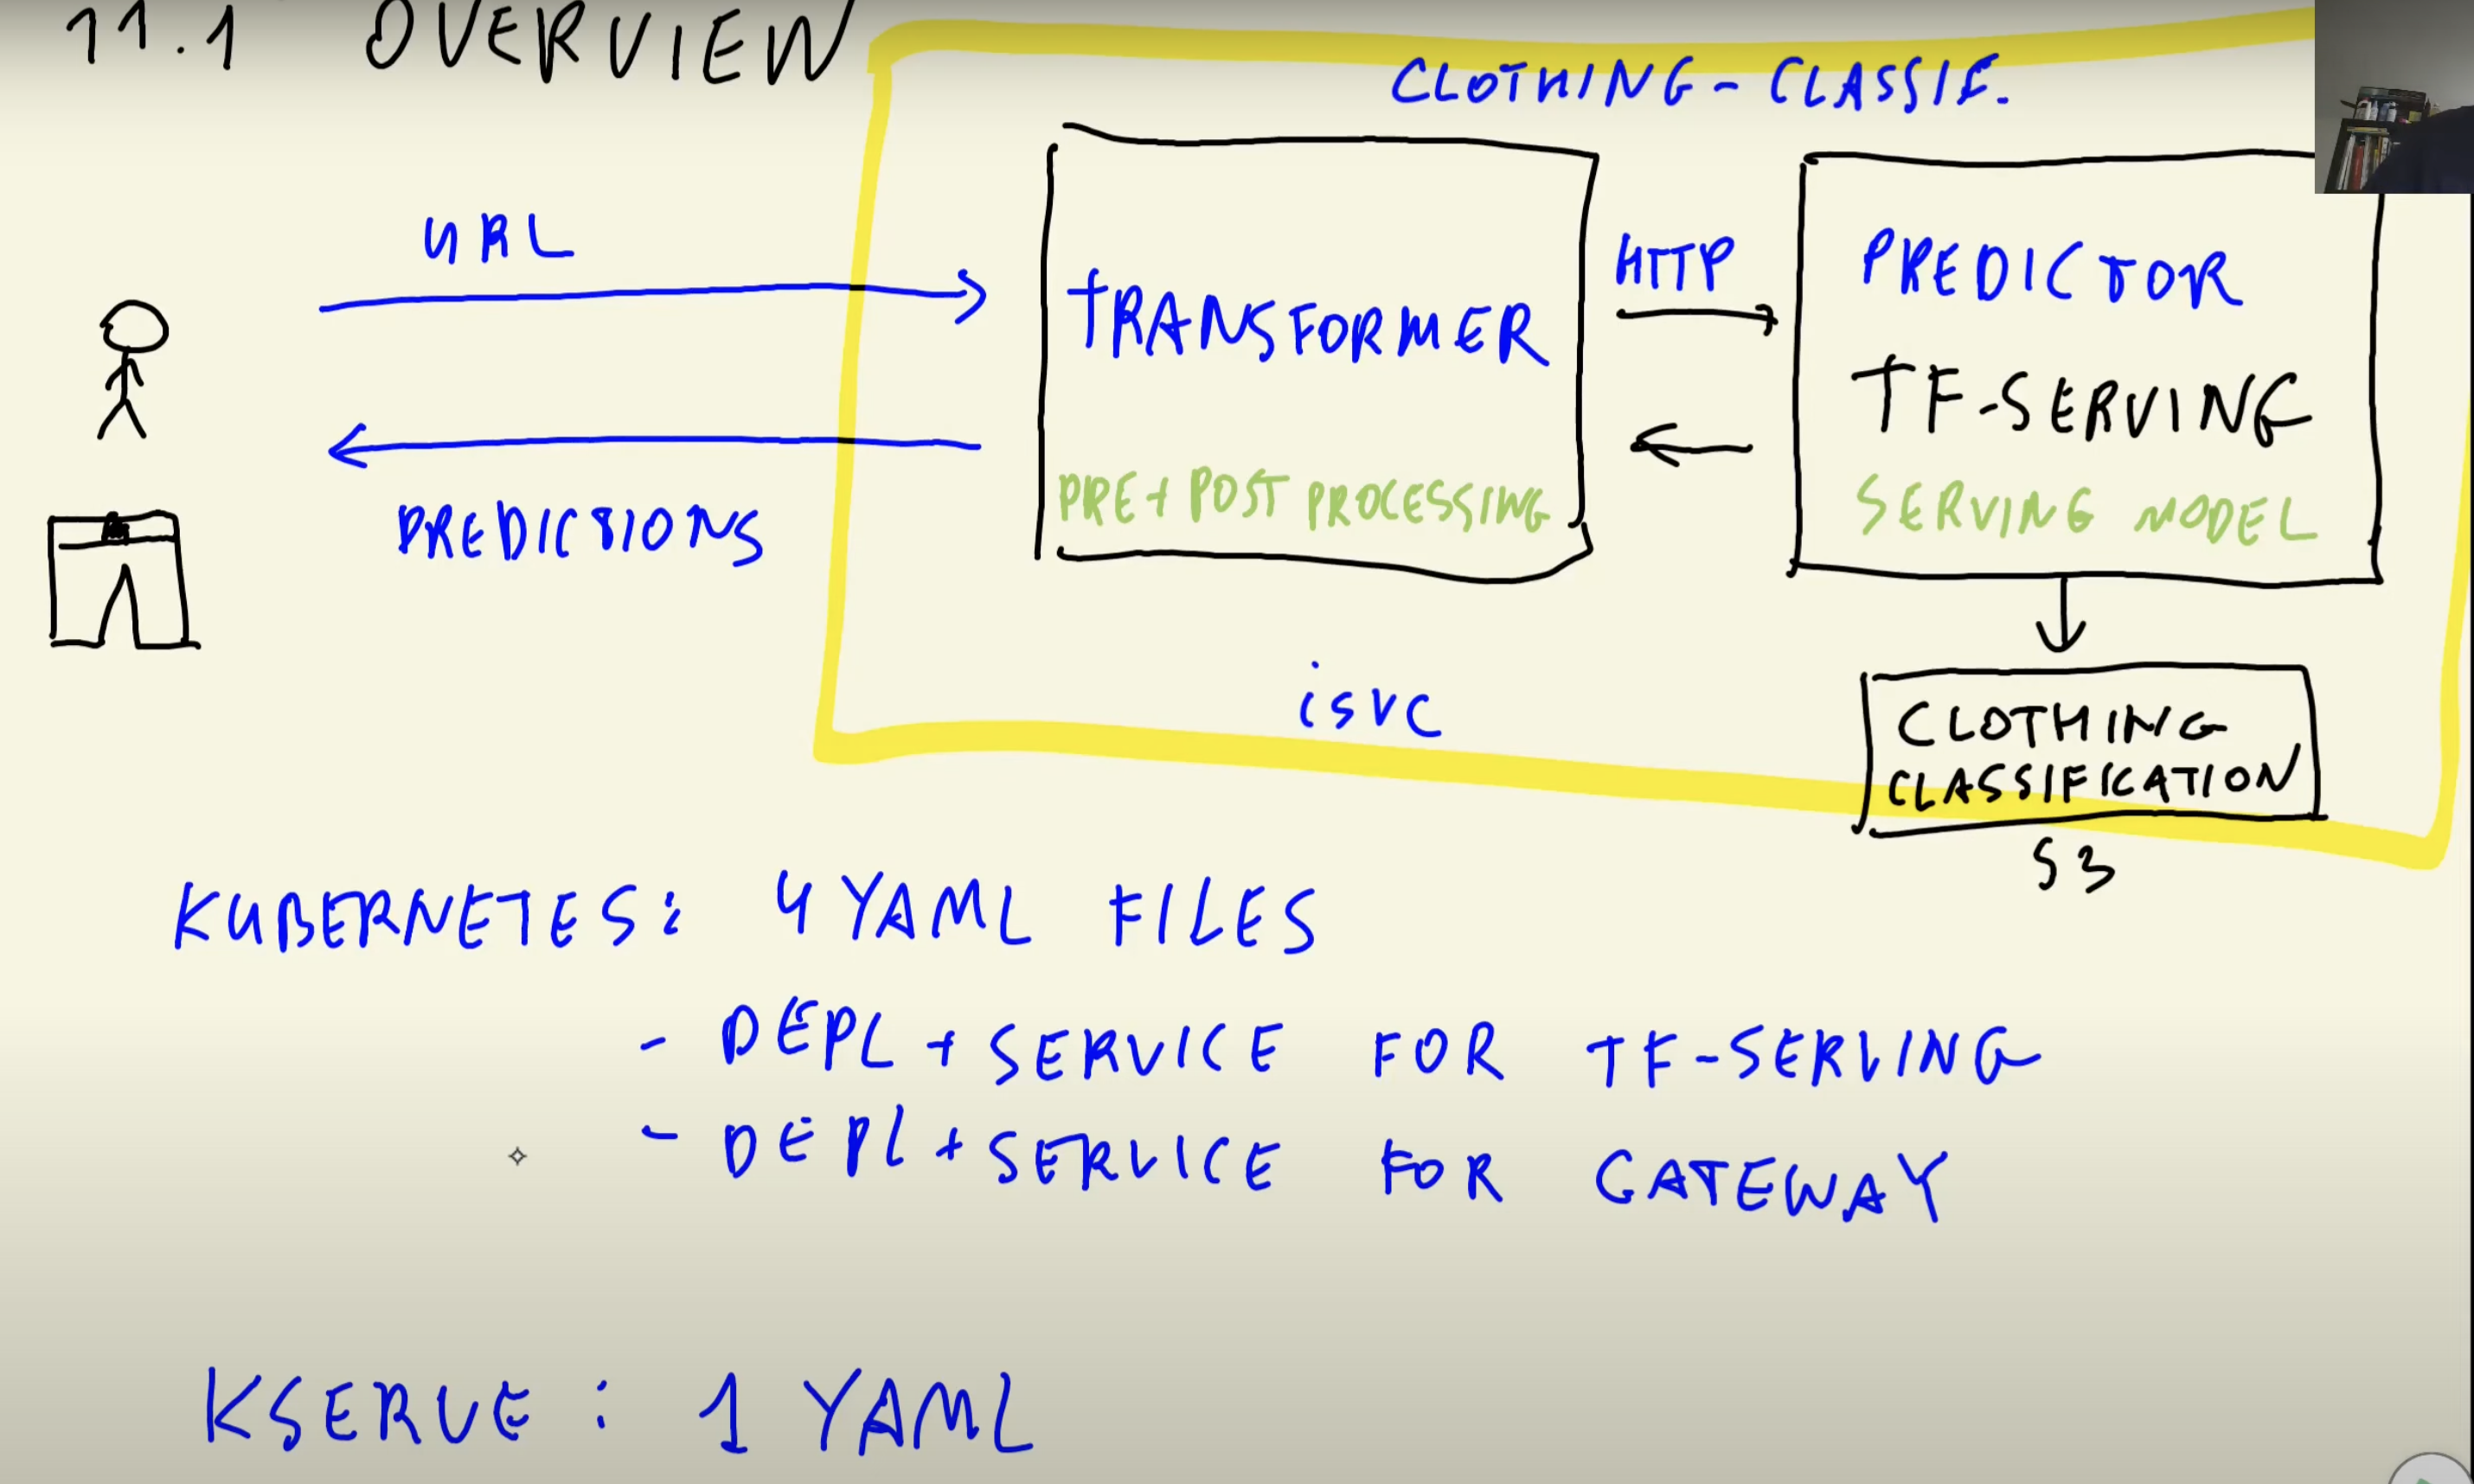 11.1 OVERVIEW
CLOTHING-CLASSIF.
URL
PREDICTIONS
TRANSFORMER
PRE + POST PROCESSING
HTTP
PREDICTOR
TF-SERVING
SERVING MODEL
isvc
CLOTHING
CLASSIFICATION
S3
KUBERNETES: 4 YAML FILES
- DEPL + SERVICE FOR TF-SERVING
- DEPL + SERVICE FOR GATEWAY
KSERVE: 1 YAML